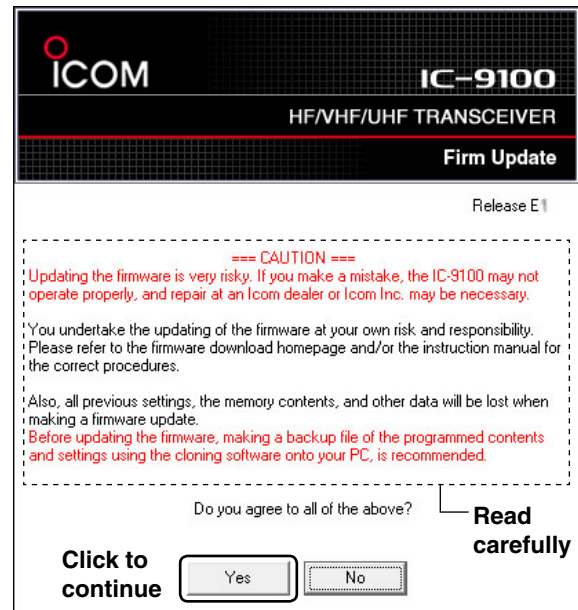 ICOM
IC-9100
HF/VHF/UHF TRANSCEIVER
Firm Update
Release E1
=== CAUTION ===
Updating the firmware is very risky. If you make a mistake, the IC-9100 may not
operate properly, and repair at an Icom dealer or Icom Inc. may be necessary.
You undertake the updating of the firmware at your own risk and responsibility.
Please refer to the firmware download homepage and/or the instruction manual for
the correct procedures.
Also, all previous settings, the memory contents, and other data will be lost when
making a firmware update.
Before updating the firmware, making a backup file of the programmed contents
and settings using the cloning software onto your PC, is recommended.
Do you agree to all of the above?
Read
carefully
Click to
continue
Yes
No